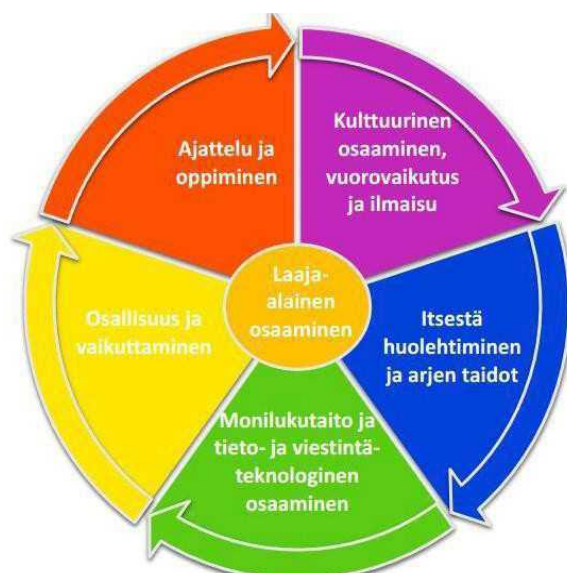 Ajattelu ja
oppiminen
Kulttuurinen
osaaminen,
vuorovaikutus
ja ilmaisu
Laaja-
alainen
osaaminen
Osallisuus ja
vaikuttaminen
Itsestä
huolehtiminen
ja arjen taidot
Monilukutaito ja
tieto- ja viestintä-
teknologinen
osaaminen